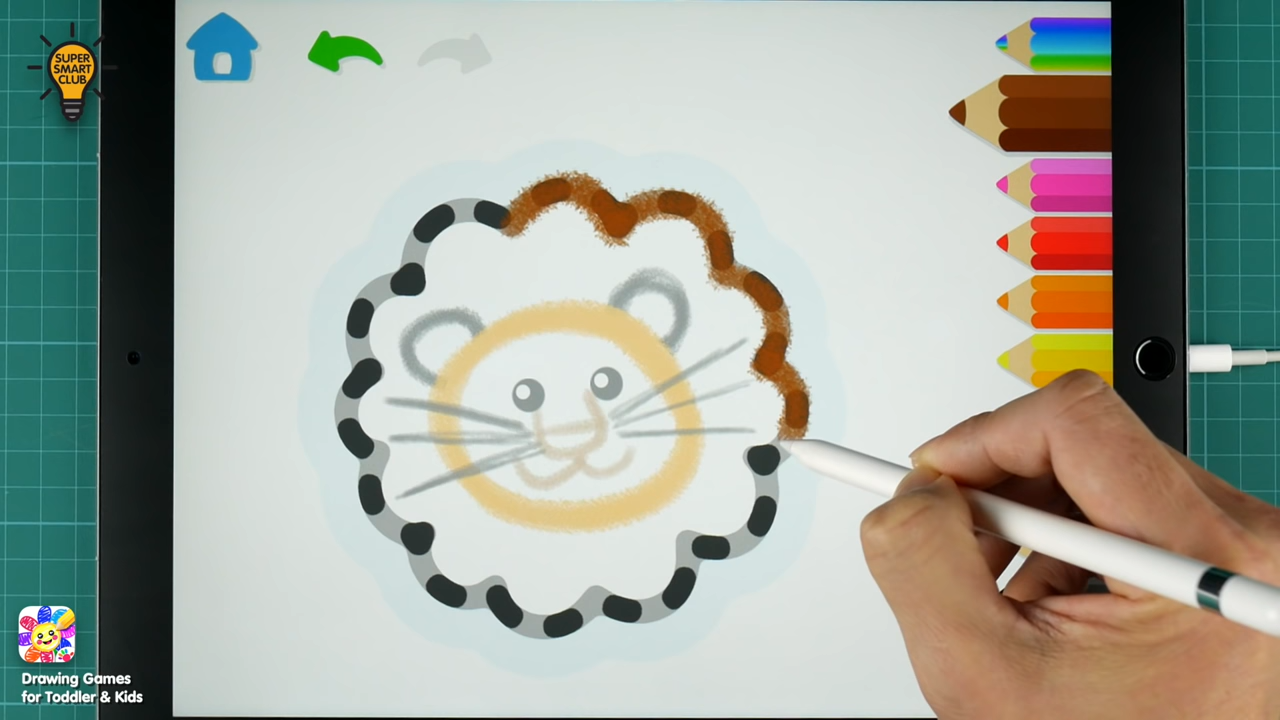 SUPER
SMART
CLUB
Drawing Games
for Toddler & Kids